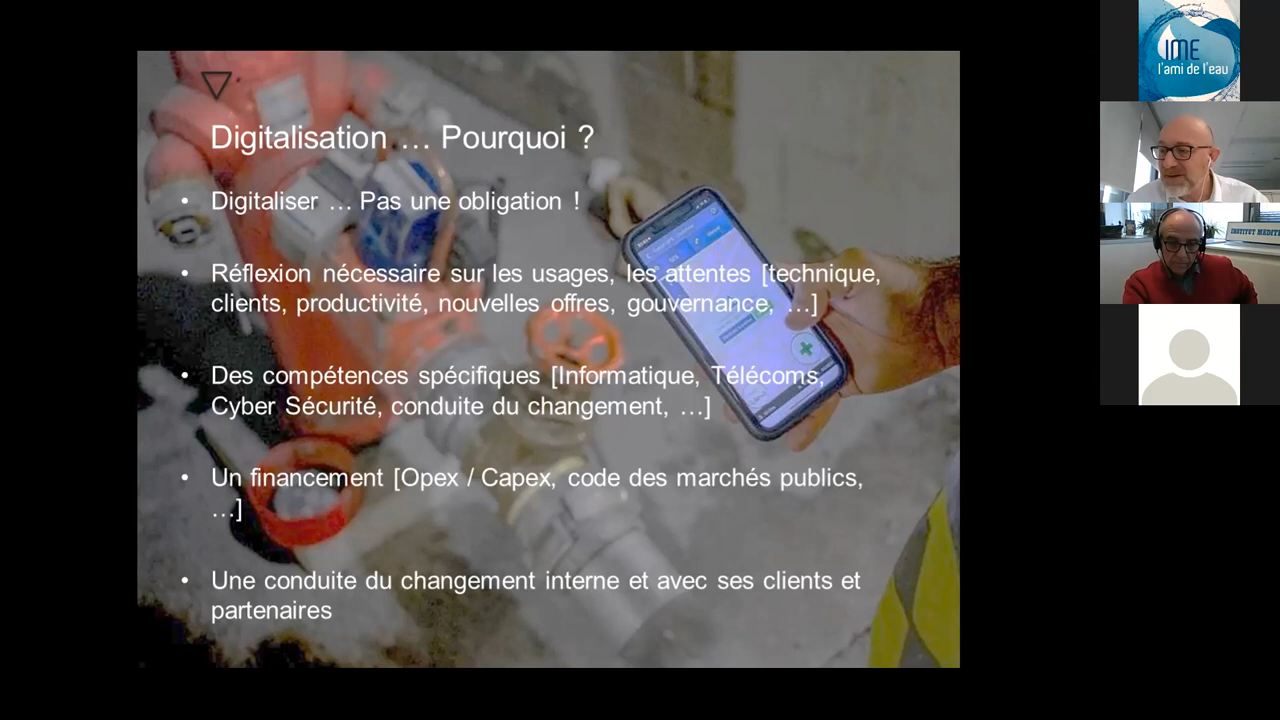 Digitalisation … Pourquoi ?
• Digitaliser … Pas une obligation !
• Réflexion nécessaire sur les usages, les attentes [technique,
clients, productivité, nouvelles offres, gouvernance, …]
• Des compétences spécifiques [Informatique, Télécoms,
Cyber Sécurité, conduite du changement, …]
• Un financement [Opex / Capex, code des marchés publics,
…]
• Une conduite du changement interne et avec ses clients et
partenaires
IME
l'ami de l'eau
INSTITUT MEDIT